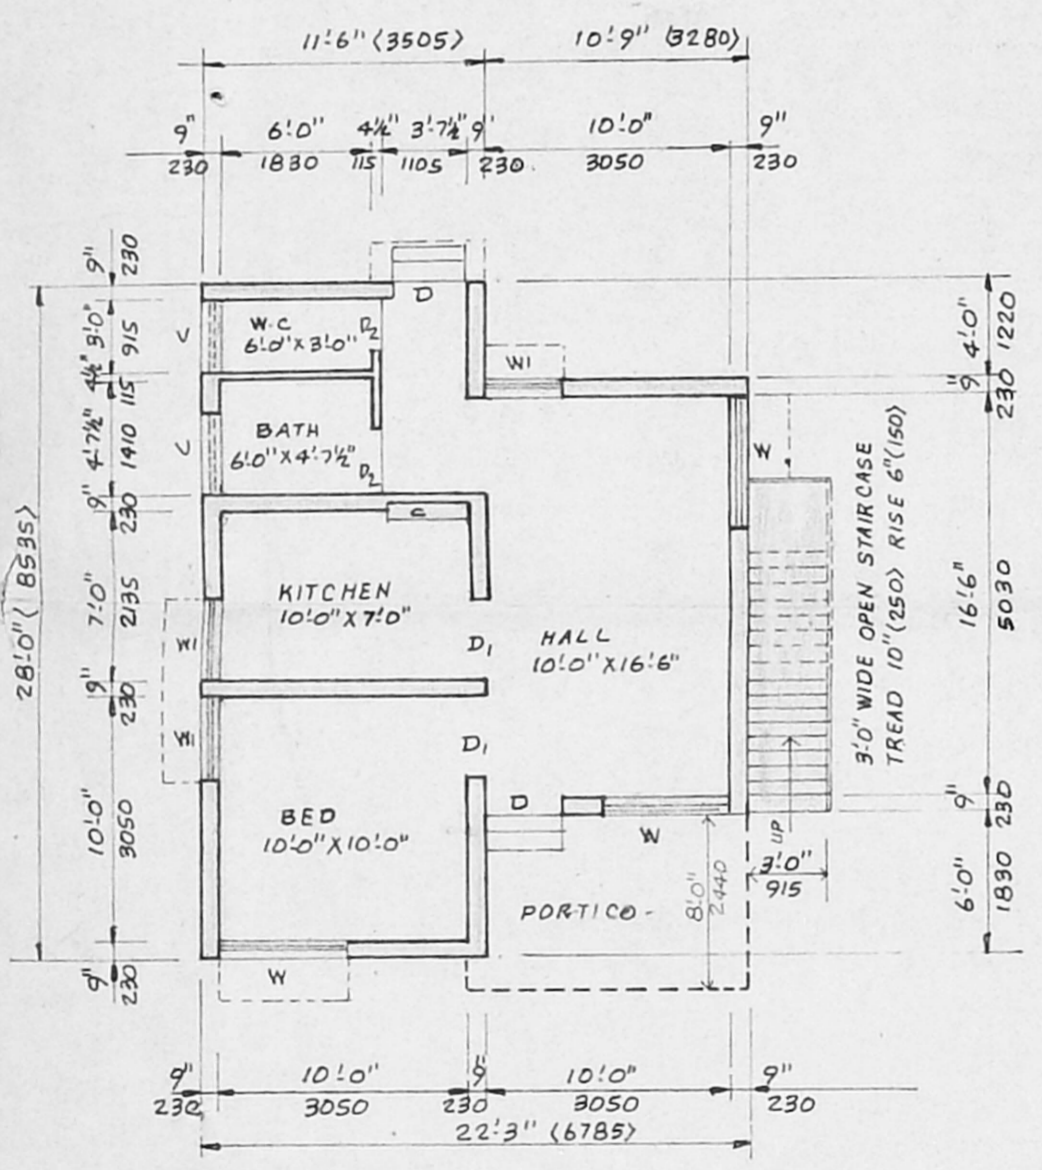 11'-6" (3505)
10'-9" (3280)
9" 6'-0" 4½" 3'-7½" 9" 10'-0" 9"
230 1830 115 1105 230 3050 230
28'-0" (8535)
9" 230
3'-0" 915
4½" 115
4'-7½" 1410
9" 230
7'-0" 2135
9" 230
10'-0" 3050
9" 230
D
V
W.C
6'-0" X 3'-0"
D2
W1
V
BATH
6'-0" X 4'-7½"
D2
W
C
KITCHEN
10'-0" X 7'-0"
W1
D1
HALL
10'-0" X 16'-6"
W1
D1
BED
10'-0" X 10'-0"
D
W
W
PORTICO
8'-0"
2440
UP
3'-0"
915
3'-0" WIDE OPEN STAIRCASE
TREAD 10" (250) RISE 6" (150)
4'-0" 1220
9" 230
16'-6" 5030
9" 230
6'-0" 1830
9" 10'-0" 9" 10'-0" 9"
230 3050 230 3050 230
22'-3" (6785)